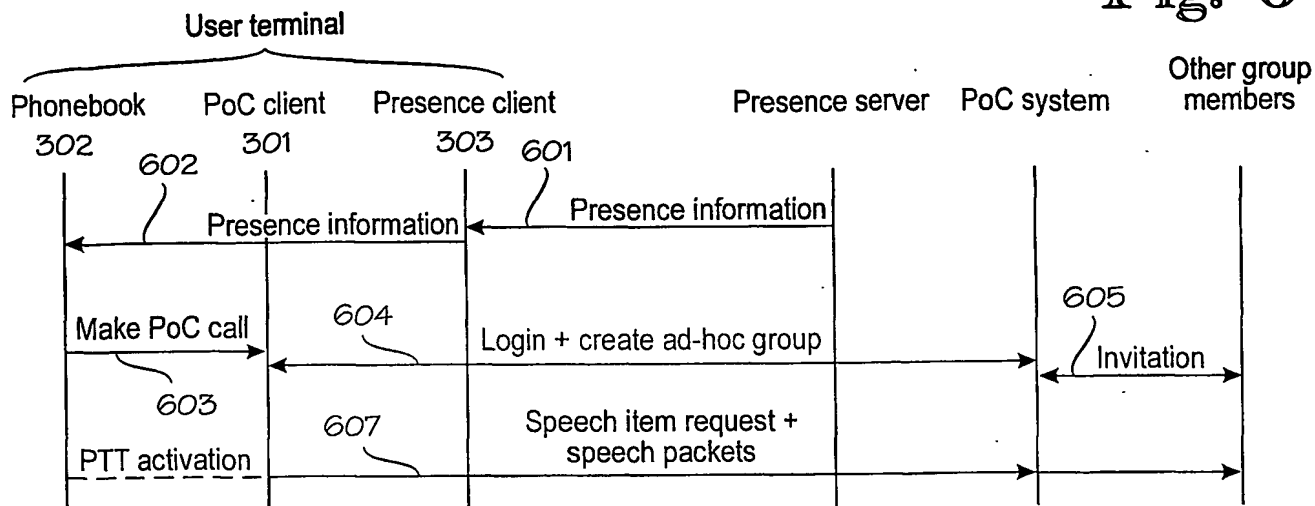 Fig. 6
User terminal
Phonebook
302
PoC client
301
Presence client
303
Presence server
PoC system
Other group
members
602
601
Presence information
Presence information
Make PoC call
603
604
Login + create ad-hoc group
605
Invitation
PTT activation
607
Speech item request +
speech packets